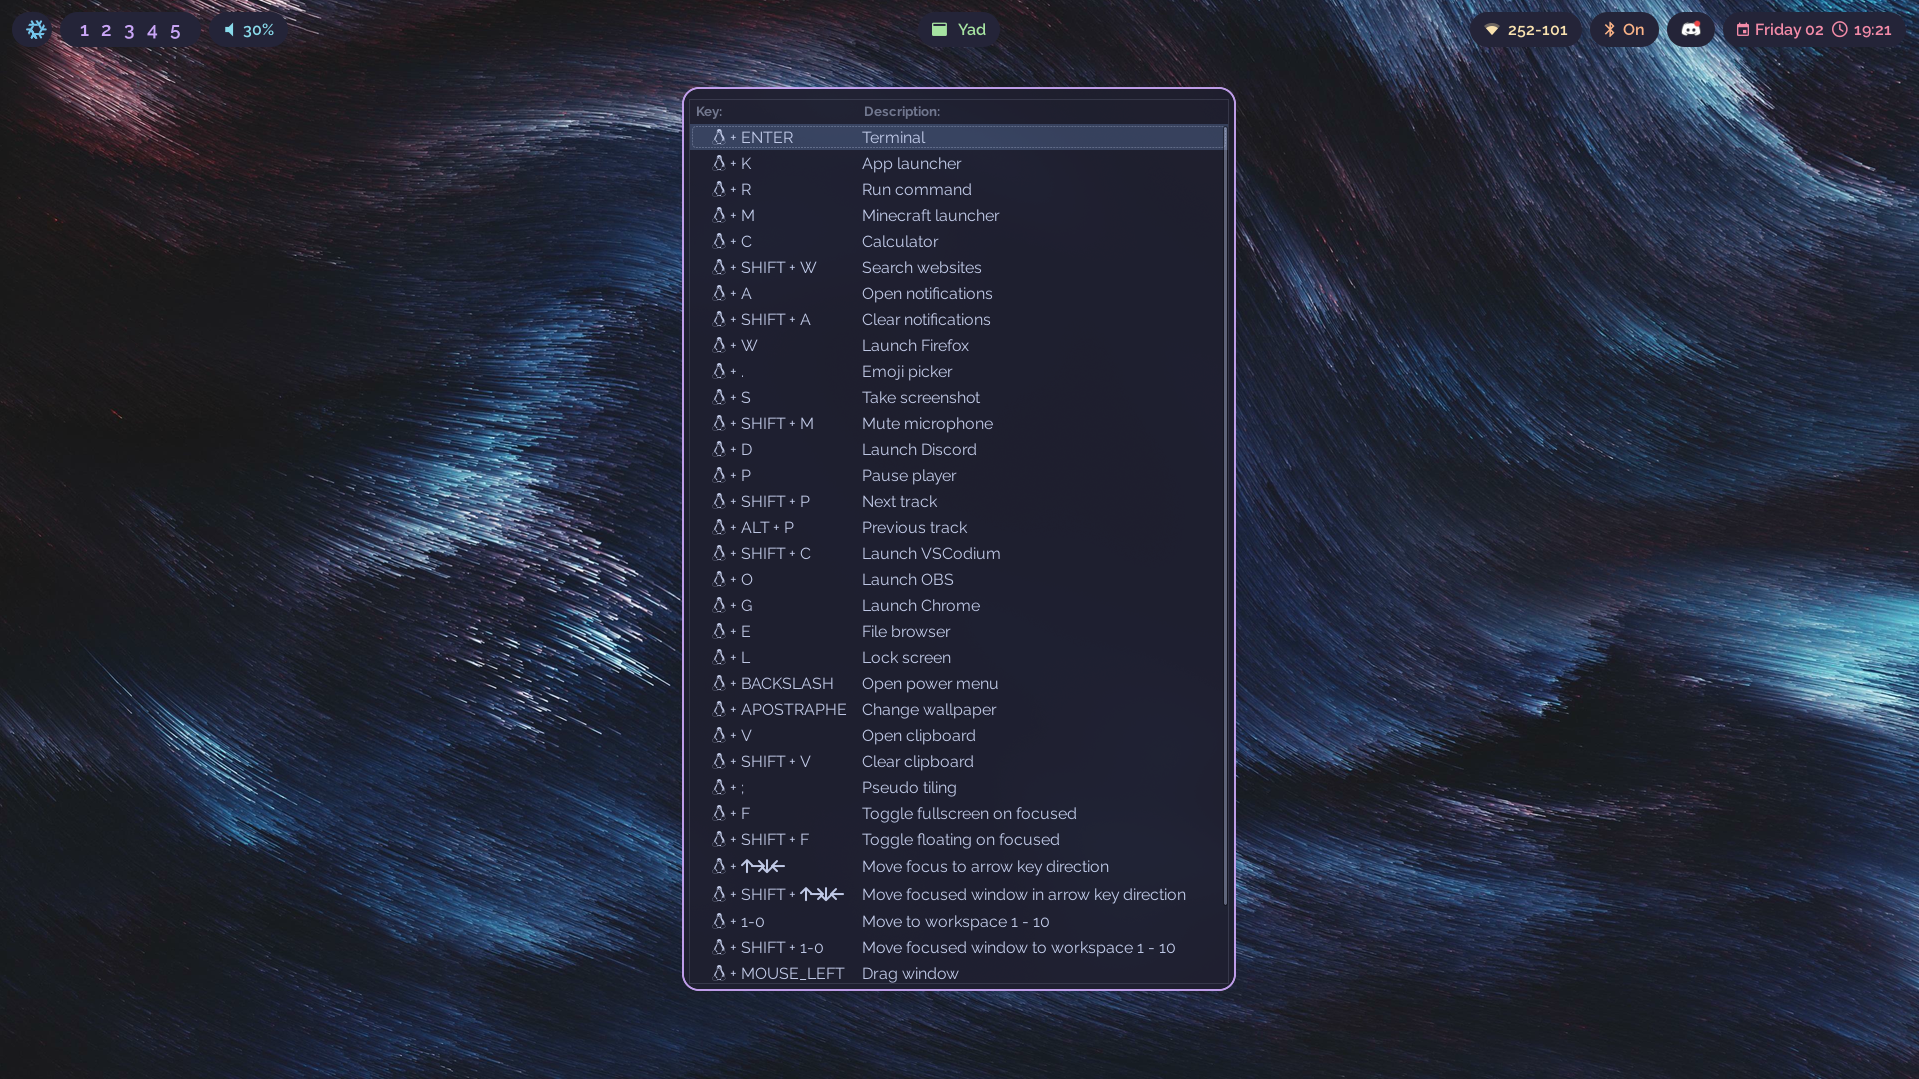 1 2 3 4 5 30% Yad 252-101 On Friday 02 19:21
Key: Description:
+ ENTER Terminal
+ K App launcher
+ R Run command
+ M Minecraft launcher
+ C Calculator
+ SHIFT + W Search websites
+ A Open notifications
+ SHIFT + A Clear notifications
+ W Launch Firefox
+ . Emoji picker
+ S Take screenshot
+ SHIFT + M Mute microphone
+ D Launch Discord
+ P Pause player
+ SHIFT + P Next track
+ ALT + P Previous track
+ SHIFT + C Launch VSCodium
+ O Launch OBS
+ G Launch Chrome
+ E File browser
+ L Lock screen
+ BACKSLASH Open power menu
+ APOSTRAPHE Change wallpaper
+ V Open clipboard
+ SHIFT + V Clear clipboard
+ ; Pseudo tiling
+ F Toggle fullscreen on focused
+ SHIFT + F Toggle floating on focused
+ ↑→↓← Move focus to arrow key direction
+ SHIFT + ↑→↓← Move focused window in arrow key direction
+ 1-0 Move to workspace 1 - 10
+ SHIFT + 1-0 Move focused window to workspace 1 - 10
+ MOUSE_LEFT Drag window